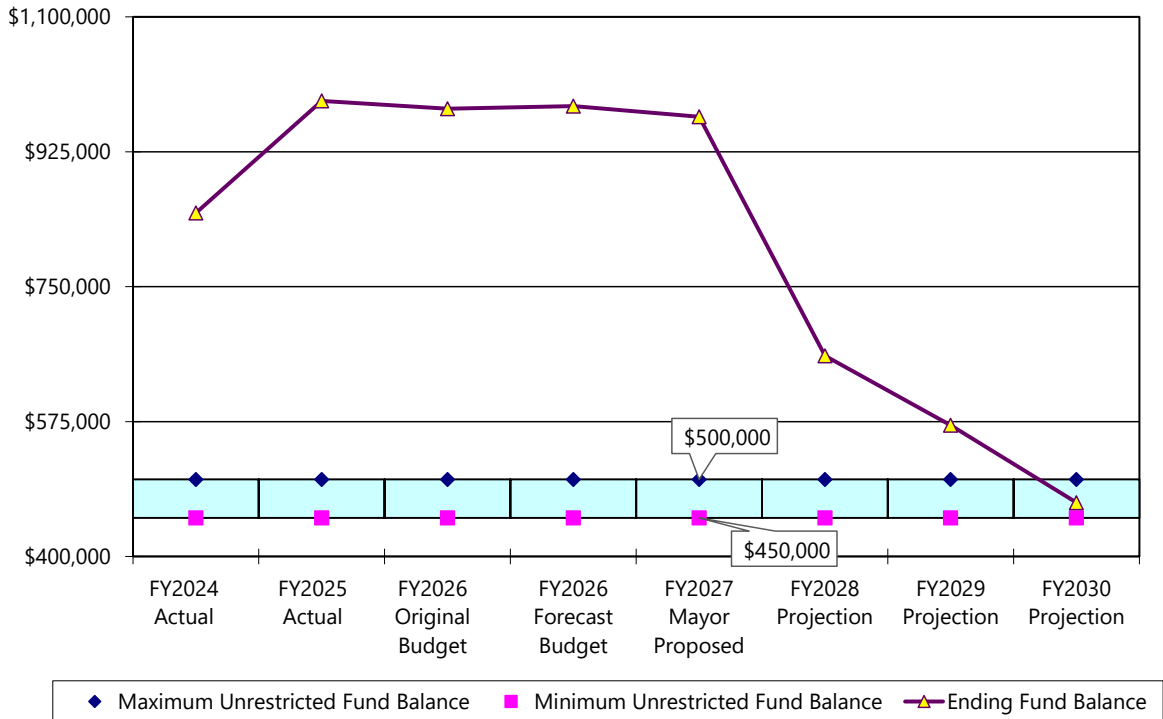 $1,100,000
$925,000
$750,000
$575,000
$500,000
$450,000
$400,000
FY2024 Actual
FY2025 Actual
FY2026 Original Budget
FY2026 Forecast Budget
FY2027 Mayor Proposed
FY2028 Projection
FY2029 Projection
FY2030 Projection
Maximum Unrestricted Fund Balance
Minimum Unrestricted Fund Balance
Ending Fund Balance